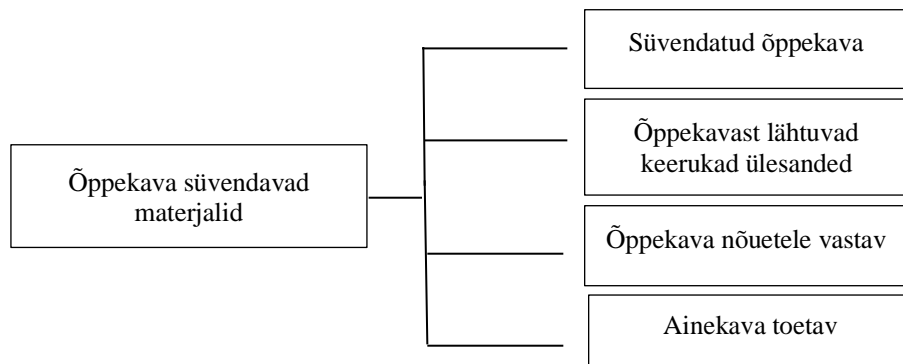 Õppekava süvendavad
materjalid
Süvendatud õppekava
Õppekavast lähtuvad
keerukad ülesanded
Õppekava nõuetele vastav
Ainekava toetav